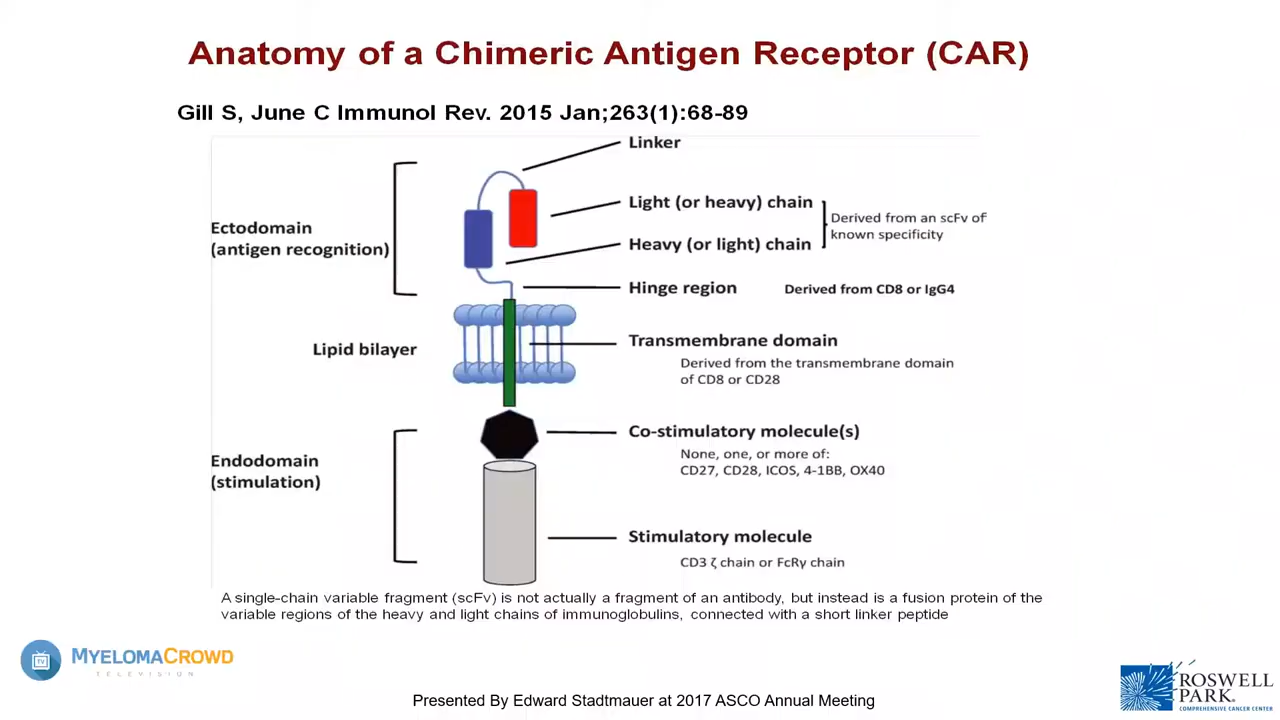 Anatomy of a Chimeric Antigen Receptor (CAR)
Gill S, June C Immunol Rev. 2015 Jan;263(1):68-89
Linker
Light (or heavy) chain
Derived from an scFv of
known specificity
Ectodomain
(antigen recognition)
Heavy (or light) chain
Hinge region
Derived from CD8 or IgG4
Lipid bilayer
Transmembrane domain
Derived from the transmembrane domain
of CD8 or CD28
Co-stimulatory molecule(s)
None, one, or more of:
CD27, CD28, ICOS, 4-1BB, OX40
Endodomain
(stimulation)
Stimulatory molecule
CD3 ζ chain or FcRγ chain
A single-chain variable fragment (scFv) is not actually a fragment of an antibody, but instead is a fusion protein of the
variable regions of the heavy and light chains of immunoglobulins, connected with a short linker peptide
TV
MYELOMACROWD
TELEVISION
Presented By Edward Stadtmauer at 2017 ASCO Annual Meeting
ROSWELL
PARK
COMPREHENSIVE CANCER CENTER